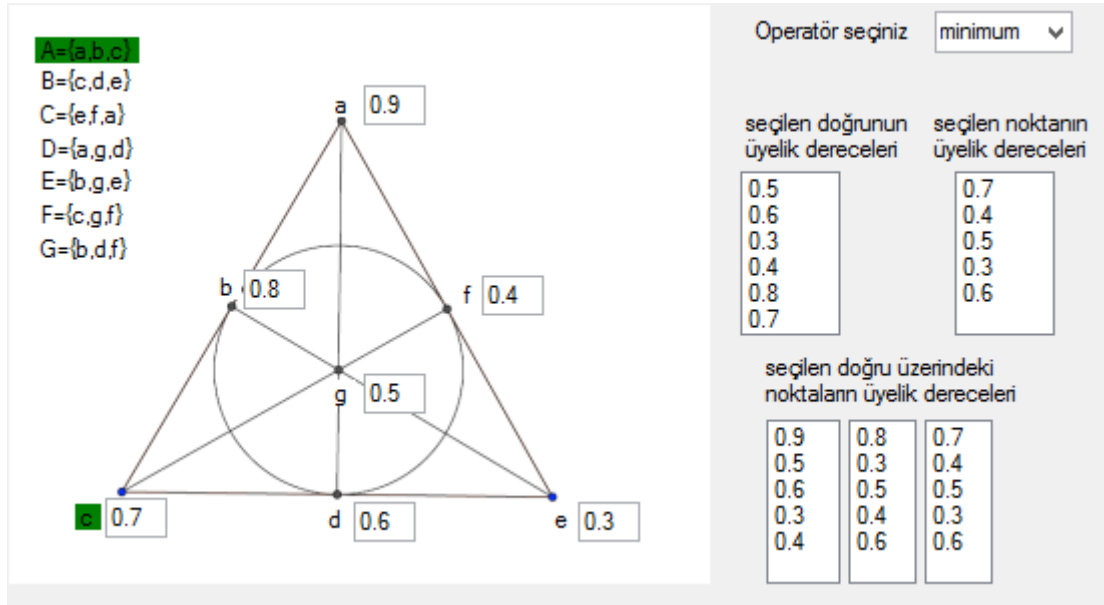 A={a,b,c}
B={c,d,e}
C={e,f,a}
D={a,g,d}
E={b,g,e}
F={c,g,f}
G={b,d,f}
a 0.9
b 0.8
f 0.4
g 0.5
c 0.7
d 0.6
e 0.3
Operatör seçiniz minimum
seçilen doğrunun
üyelik dereceleri
0.5
0.6
0.3
0.4
0.8
0.7
seçilen noktanın
üyelik dereceleri
0.7
0.4
0.5
0.3
0.6
seçilen doğru üzerindeki
noktaların üyelik dereceleri
0.9 0.8 0.7
0.5 0.3 0.4
0.6 0.5 0.5
0.3 0.4 0.3
0.4 0.6 0.6